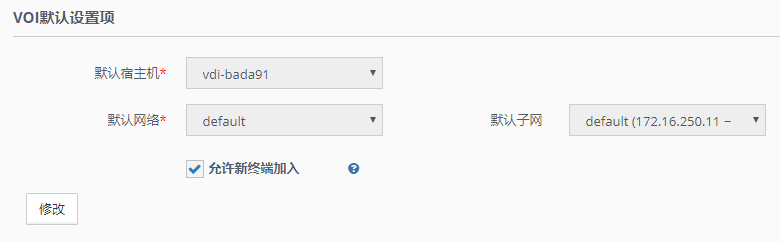 VOI默认设置项
默认宿主机* vdi-bada91
默认网络* default 默认子网 default (172.16.250.11 –
允许新终端加入
修改